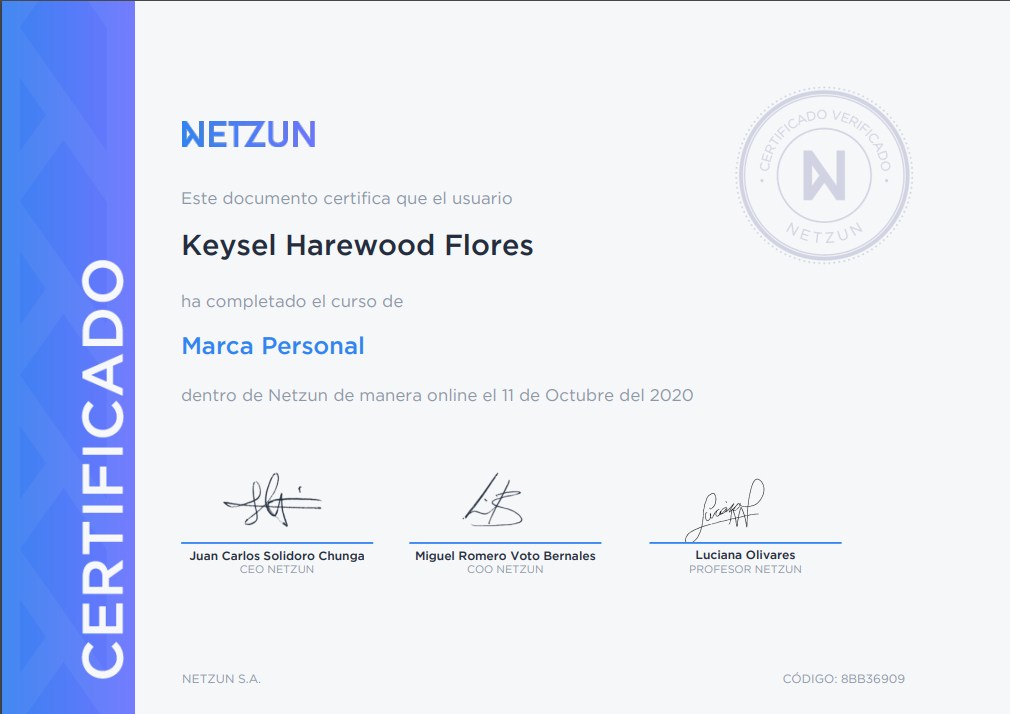 CERTIFICADO
NETZUN
CERTIFICADO VERIFICADO
NETZUN
Este documento certifica que el usuario
Keysel Harewood Flores
ha completado el curso de
Marca Personal
dentro de Netzun de manera online el 11 de Octubre del 2020
Juan Carlos Solidoro Chunga
CEO NETZUN
Miguel Romero Voto Bernales
COO NETZUN
Luciana Olivares
PROFESOR NETZUN
NETZUN S.A.
CÓDIGO: 8BB36909